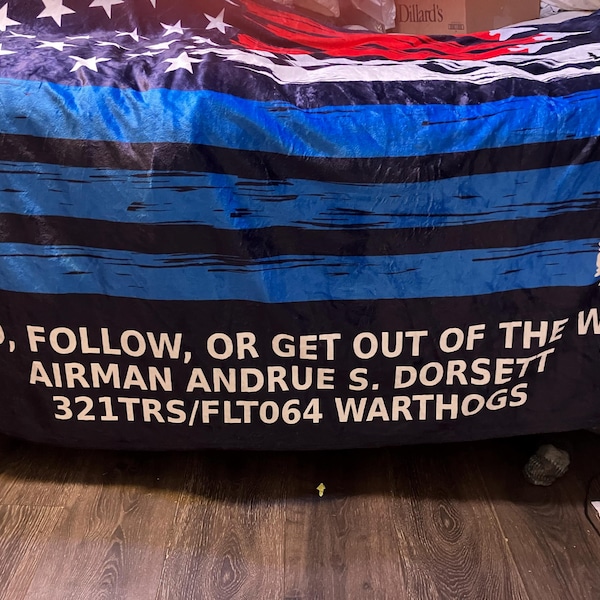 Dillard's
, FOLLOW, OR GET OUT OF THE W
AIRMAN ANDRUE S. DORSETT
321TRS/FLT064 WARTHOGS